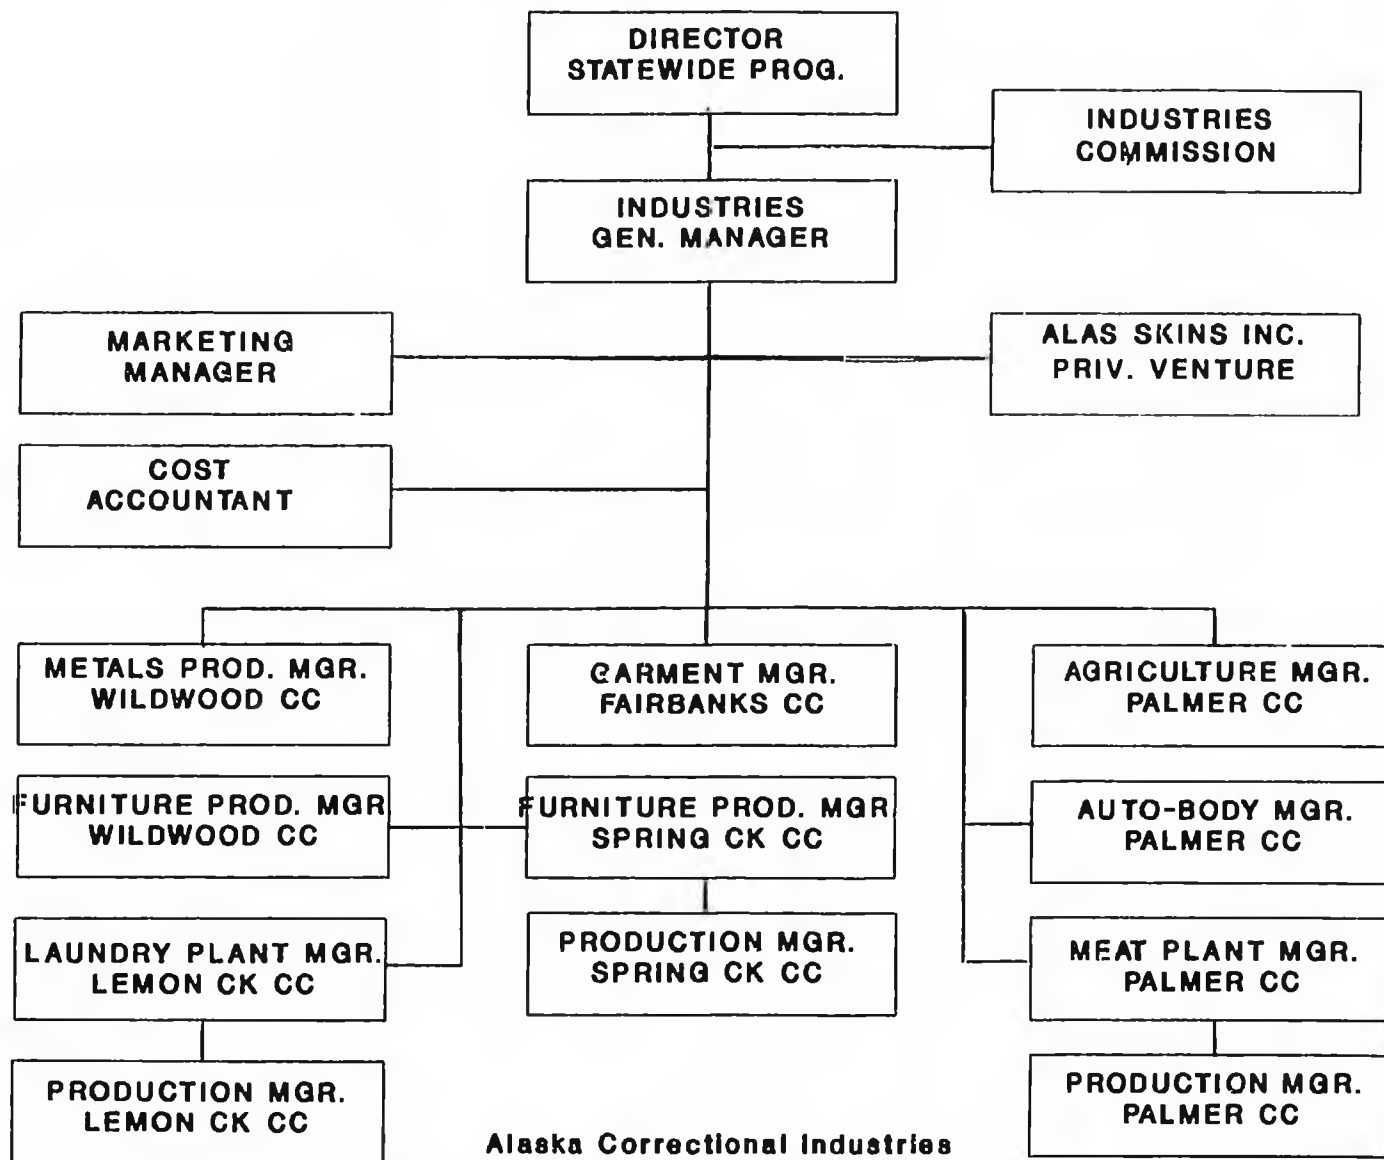 DIRECTOR
STATEWIDE PROG.
INDUSTRIES
COMMISSION
INDUSTRIES
GEN. MANAGER
MARKETING
MANAGER
ALAS SKINS INC.
PRIV. VENTURE
COST
ACCOUNTANT
METALS PROD. MGR.
WILDWOOD CC
GARMENT MGR.
FAIRBANKS CC
AGRICULTURE MGR.
PALMER CC
FURNITURE PROD. MGR
WILDWOOD CC
FURNITURE PROD. MGR
SPRING CK CC
AUTO-BODY MGR.
PALMER CC
LAUNDRY PLANT MGR.
LEMON CK CC
PRODUCTION MGR.
SPRING CK CC
MEAT PLANT MGR.
PALMER CC
PRODUCTION MGR.
LEMON CK CC
PRODUCTION MGR.
PALMER CC
Alaska Correctional Industries